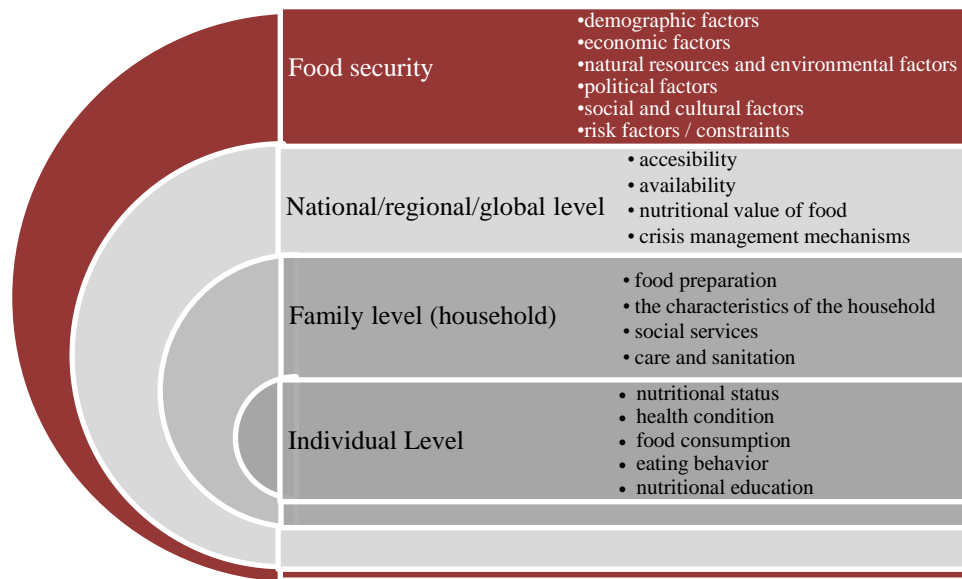 Food security
•demographic factors
•economic factors
•natural resources and environmental factors
•political factors
•social and cultural factors
•risk factors / constraints
National/regional/global level
• accesibility
• availability
• nutritional value of food
• crisis management mechanisms
Family level (household)
• food preparation
• the characteristics of the household
• social services
• care and sanitation
Individual Level
• nutritional status
• health condition
• food consumption
• eating behavior
• nutritional education